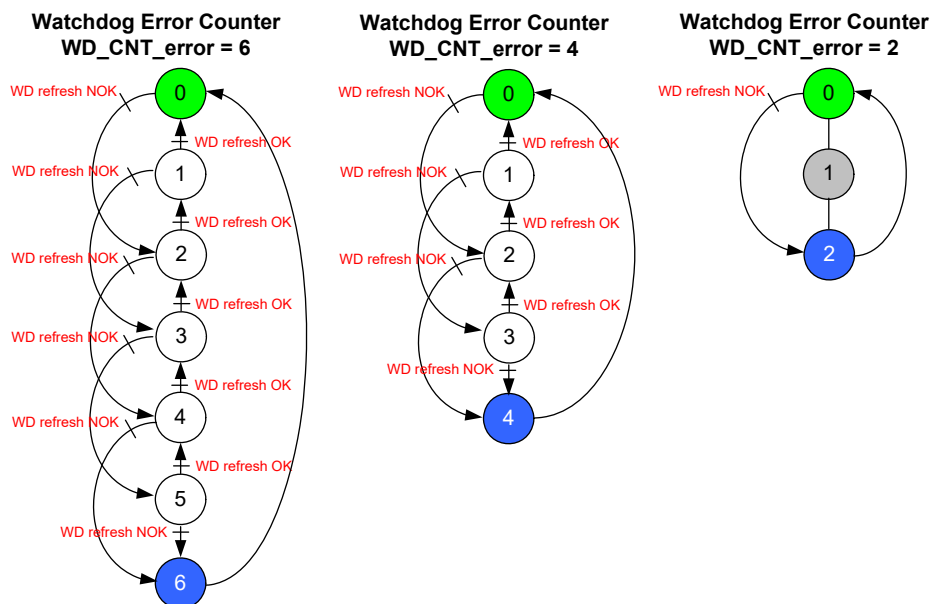 Watchdog Error Counter
WD_CNT_error = 6
WD refresh NOK
0
WD refresh OK
WD refresh NOK
1
WD refresh OK
2
WD refresh NOK
WD refresh OK
3
WD refresh NOK
WD refresh OK
4
WD refresh NOK
WD refresh OK
5
WD refresh NOK
6
Watchdog Error Counter
WD_CNT_error = 4
WD refresh NOK
0
WD refresh OK
WD refresh NOK
1
WD refresh OK
2
WD refresh NOK
WD refresh OK
3
WD refresh NOK
4
Watchdog Error Counter
WD_CNT_error = 2
WD refresh NOK
0
1
2